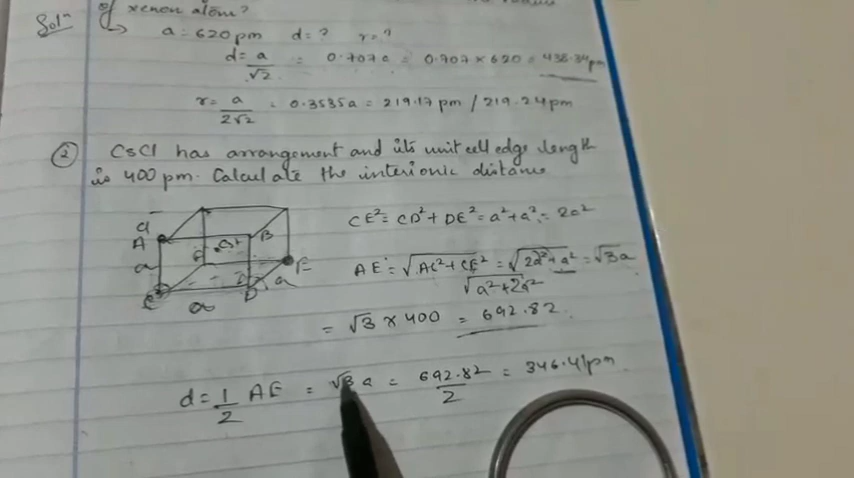 of xenon atom?
Solⁿ → a = 620 pm d = ? r = ?
d = a/√2 = 0.707a = 0.707 × 620 = 438.34 pm
r = a/2√2 = 0.3535a = 219.17 pm / 219.24 pm
② CsCl has arrangement and its unit cell edge length
is 400 pm. Calculate the interionic distance
CE² = CD² + DE² = a² + a² = 2a²
a
A B
a
E
C D a
a
AE = √AC² + CE² = √2a² + a² = √3a
√a² + 2a²
= √3 × 400 = 692.82
d = 1/2 AE = √3a = 692.82/2 = 346.41 pm